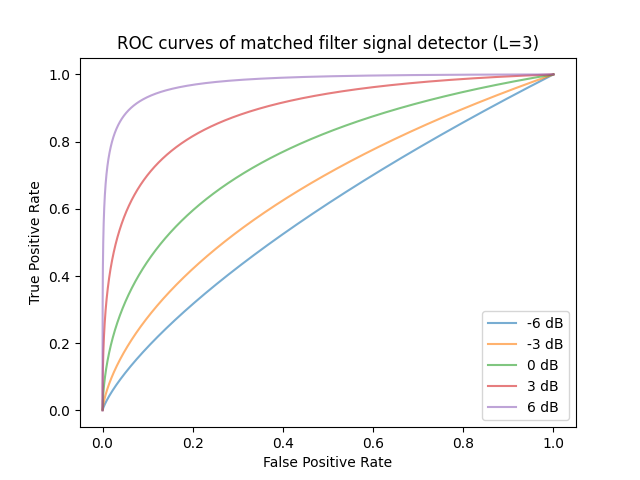 ROC curves of matched filter signal detector (L=3)
True Positive Rate
1.0
0.8
0.6
0.4
0.2
0.0
-6 dB
-3 dB
0 dB
3 dB
6 dB
0.0 0.2 0.4 0.6 0.8 1.0
False Positive Rate